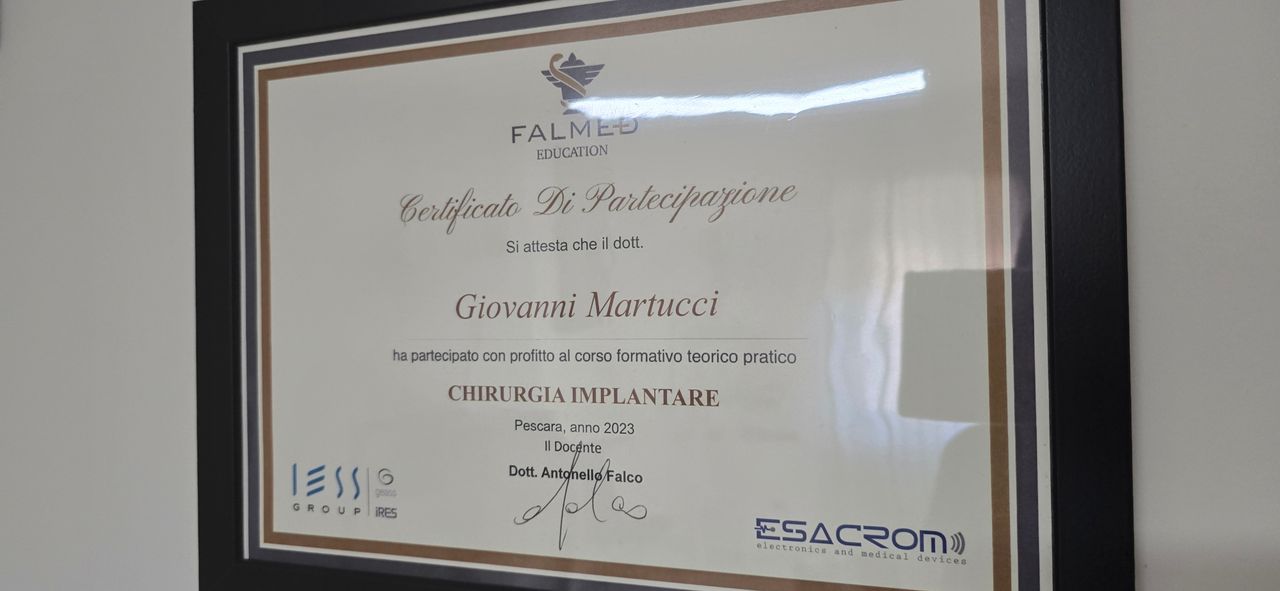 FALMED
EDUCATION
Certificato Di Partecipazione
Si attesta che il dott.
Giovanni Martucci
ha partecipato con profitto al corso formativo teorico pratico
CHIRURGIA IMPLANTARE
Pescara, anno 2023
Il Docente
Dott. Antonello Falco
IESS
GROUP
iRES
ESACROM
electronics and medical devices